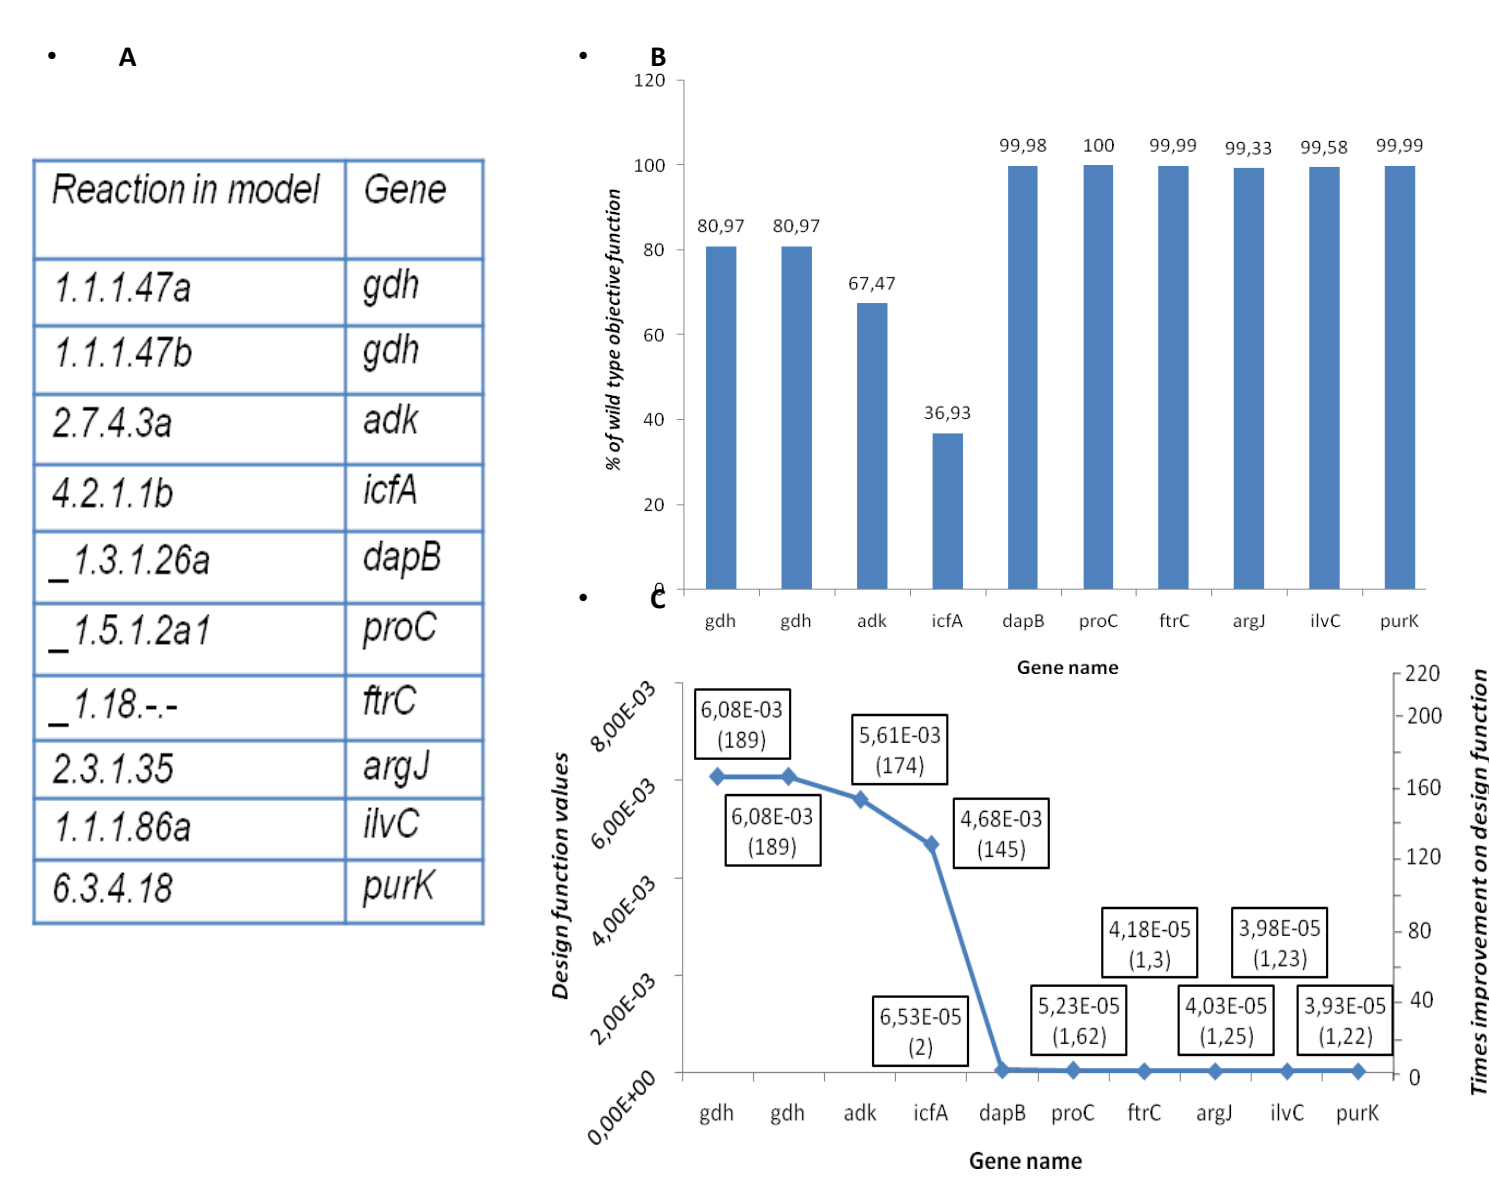 • A
Reaction in model Gene
1.1.1.47a gdh
1.1.1.47b gdh
2.7.4.3a adk
4.2.1.1b icfA
_1.3.1.26a dapB
_1.5.1.2a1 proC
_1.18.-.- ftrC
2.3.1.35 argJ
1.1.1.86a ilvC
6.3.4.18 purK
• B
% of wild type objective function
120
100
80
60
40
20
0
80,97 80,97 67,47 36,93 99,98 100 99,99 99,33 99,58 99,99
gdh gdh adk icfA dapB proC ftrC argJ ilvC purK
Gene name
• C
Design function values
8,00E-03
6,00E-03
4,00E-03
2,00E-03
0,00E+00
6,08E-03
(189)
6,08E-03
(189)
5,61E-03
(174)
4,68E-03
(145)
6,53E-05
(2)
5,23E-05
(1,62)
4,18E-05
(1,3)
4,03E-05
(1,25)
3,98E-05
(1,23)
3,93E-05
(1,22)
220
200
160
120
80
40
0
Times improvement on design function
gdh gdh adk icfA dapB proC ftrC argJ ilvC purK
Gene name